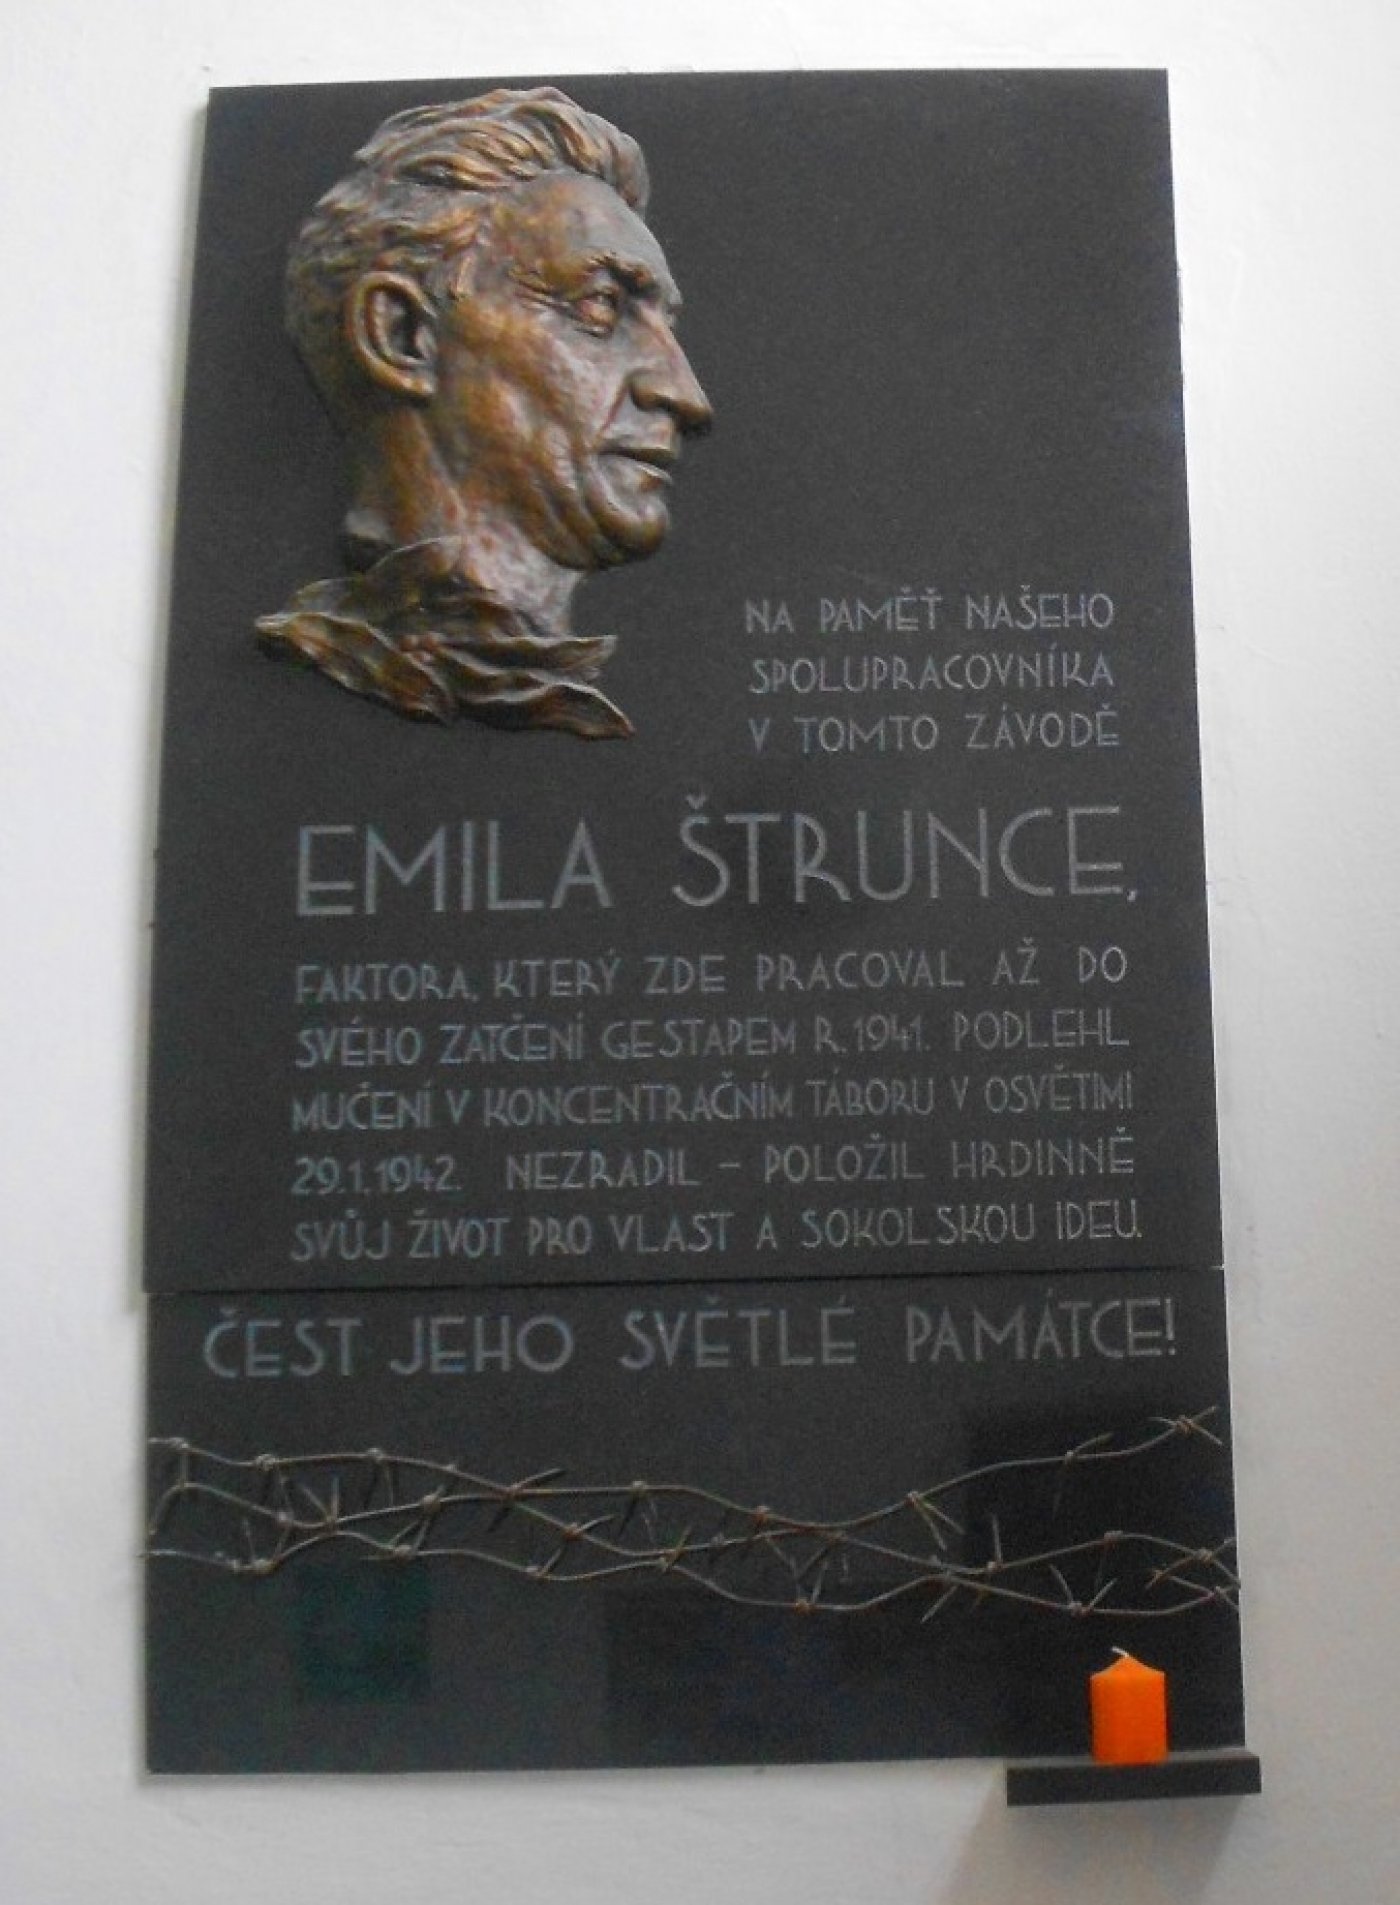 NA PAMĚŤ NAŠEHO
SPOLUPRACOVNÍKA
V TOMTO ZÁVODĚ
EMILA ŠTRUNCE,
FAKTORA, KTERÝ ZDE PRACOVAL AŽ DO
SVÉHO ZATČENÍ GESTAPEM R. 1941. PODLEHL
MUČENÍ V KONCENTRAČNÍM TÁBORU V OSVĚTIMI
29.1.1942. NEZRADIL – POLOŽIL HRDINNĚ
SVŮJ ŽIVOT PRO VLAST A SOKOLSKOU IDEU.
ČEST JEHO SVĚTLÉ PAMÁTCE!